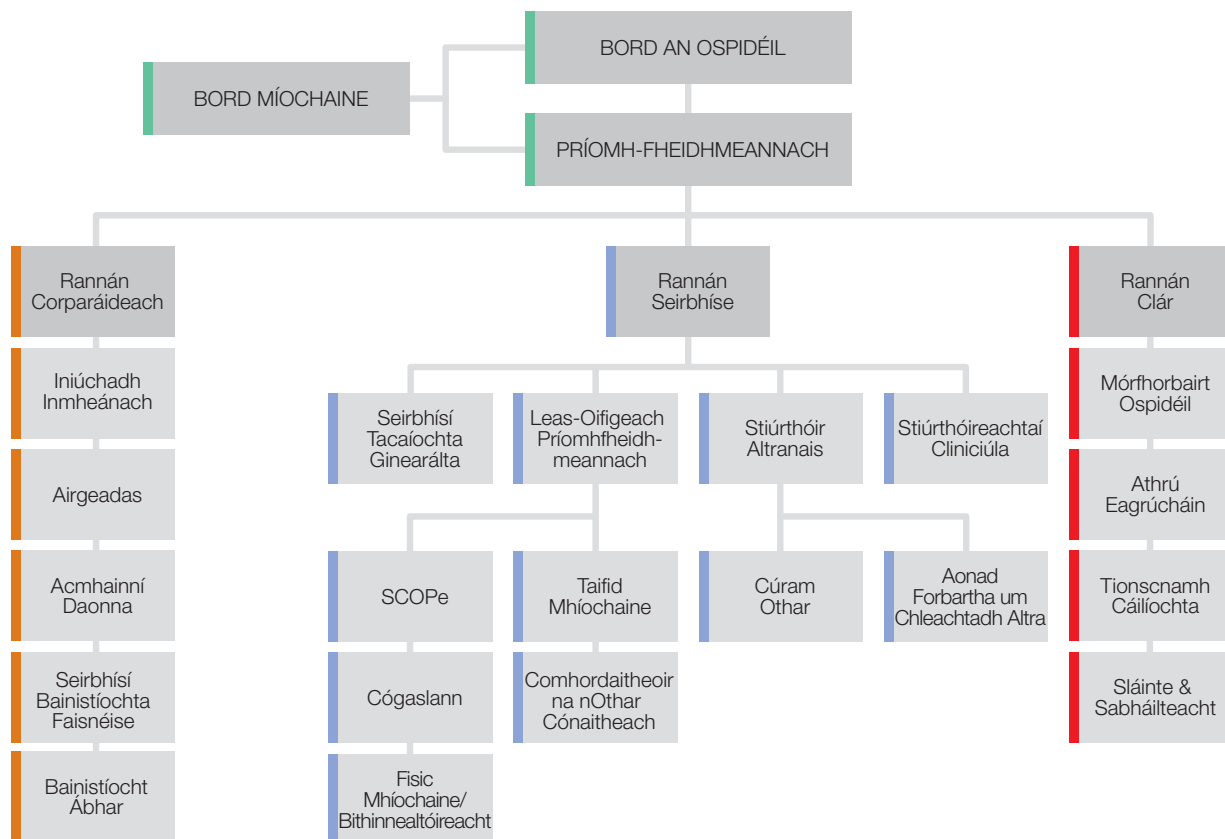 BORD AN OSPIDÉIL
BORD MÍOCHAINE
PRÍOMH-FHEIDHMEANNACH
Rannán
Corparáideach
Iniúchadh
Inmheánach
Airgeadas
Acmhainní
Daonna
Seirbhísí
Bainistíochta
Faisnéise
Bainistíocht
Ábhar
Rannán
Seirbhíse
Seirbhísí
Tacaíochta
Ginearálta
Leas-Oifigeach
Príomhfheidh-
meannach
Stiúrthóir
Altranais
Stiúrthóireachtaí
Cliniciúla
SCOPe
Taifid
Mhíochaine
Cúram
Othar
Aonad
Forbartha um
Chleachtadh Altra
Cógaslann
Comhordaitheoir
na nOthar
Cónaitheach
Fisic
Mhíochaine/
Bithinnealtóireacht
Rannán
Clár
Mórfhorbairt
Ospidéil
Athrú
Eagrúcháin
Tionscnamh
Cáilíochta
Sláinte &
Sabháilteacht